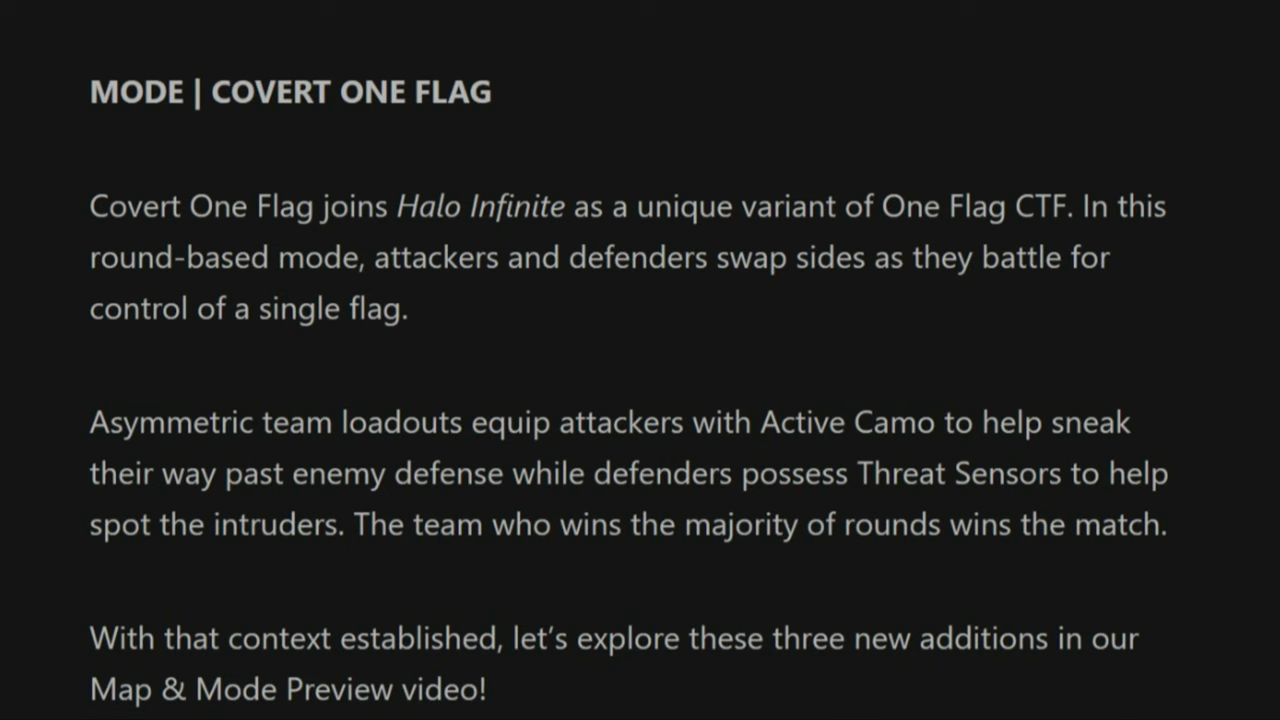 MODE | COVERT ONE FLAG
Covert One Flag joins Halo Infinite as a unique variant of One Flag CTF. In this
round-based mode, attackers and defenders swap sides as they battle for
control of a single flag.
Asymmetric team loadouts equip attackers with Active Camo to help sneak
their way past enemy defense while defenders possess Threat Sensors to help
spot the intruders. The team who wins the majority of rounds wins the match.
With that context established, let’s explore these three new additions in our
Map & Mode Preview video!